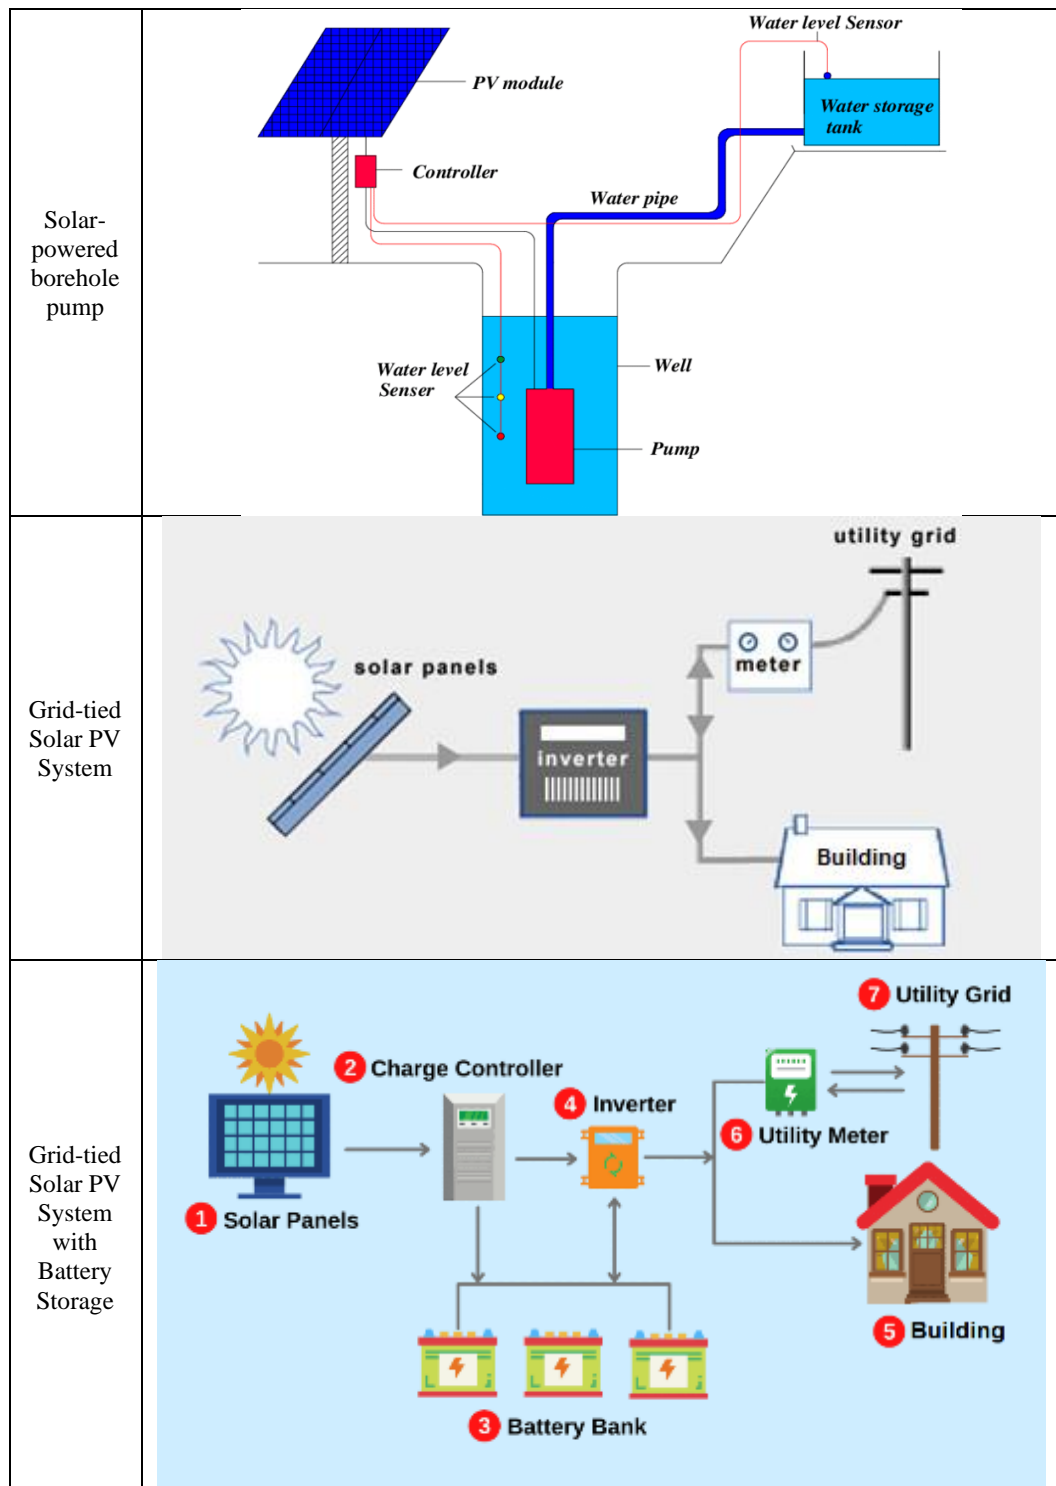 Solar-
powered
borehole
pump
Water level Sensor
PV module
Water storage
tank
Controller
Water pipe
Water level
Senser
Well
Pump
Grid-tied
Solar PV
System
utility grid
solar panels
meter
inverter
Building
Grid-tied
Solar PV
System
with
Battery
Storage
7 Utility Grid
2 Charge Controller
4 Inverter
6 Utility Meter
1 Solar Panels
5 Building
3 Battery Bank